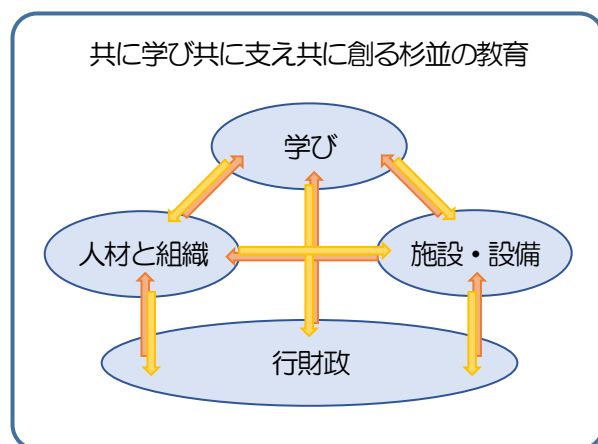 共に学び共に支え共に創る杉並の教育
学び
人材と組織
施設・設備
行財政